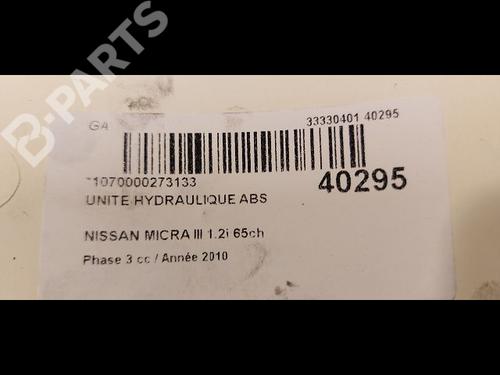 B-PARTS
GA
33330401 40295
*1070000273133
40295
UNITE HYDRAULIQUE ABS
NISSAN MICRA III 1.2i 65ch
Phase 3 cc / Année 2010